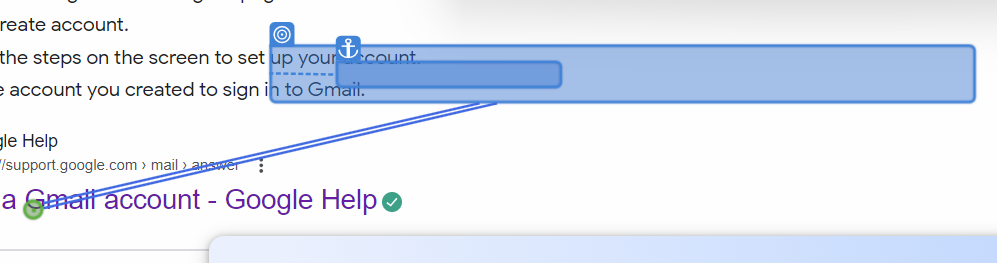 reate account.
the steps on the screen to set up your account.
e account you created to sign in to Gmail.
gle Help
//support.google.com › mail › answer
a Gmail account - Google Help